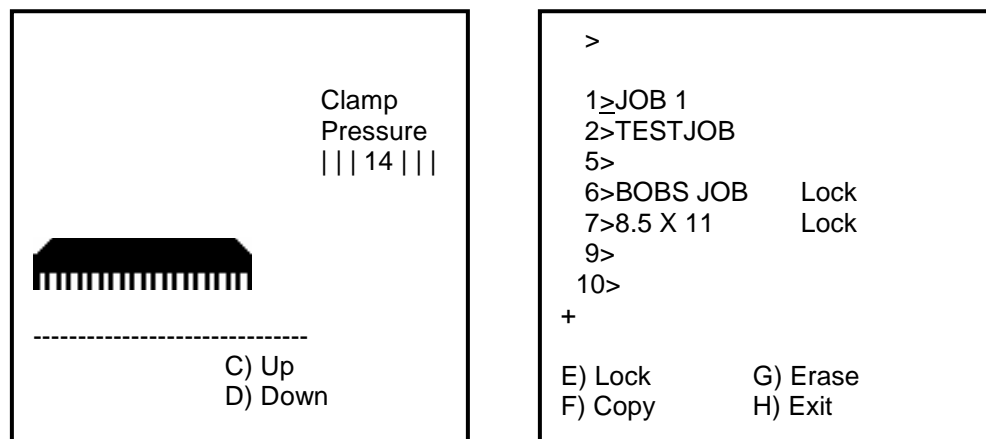 Clamp
Pressure
| | | 14 | | |
-------------------------------
C) Up
D) Down
>
1>JOB 1
2>TESTJOB
5>
6>BOBS JOB Lock
7>8.5 X 11 Lock
9>
10>
+
E) Lock G) Erase
F) Copy H) Exit